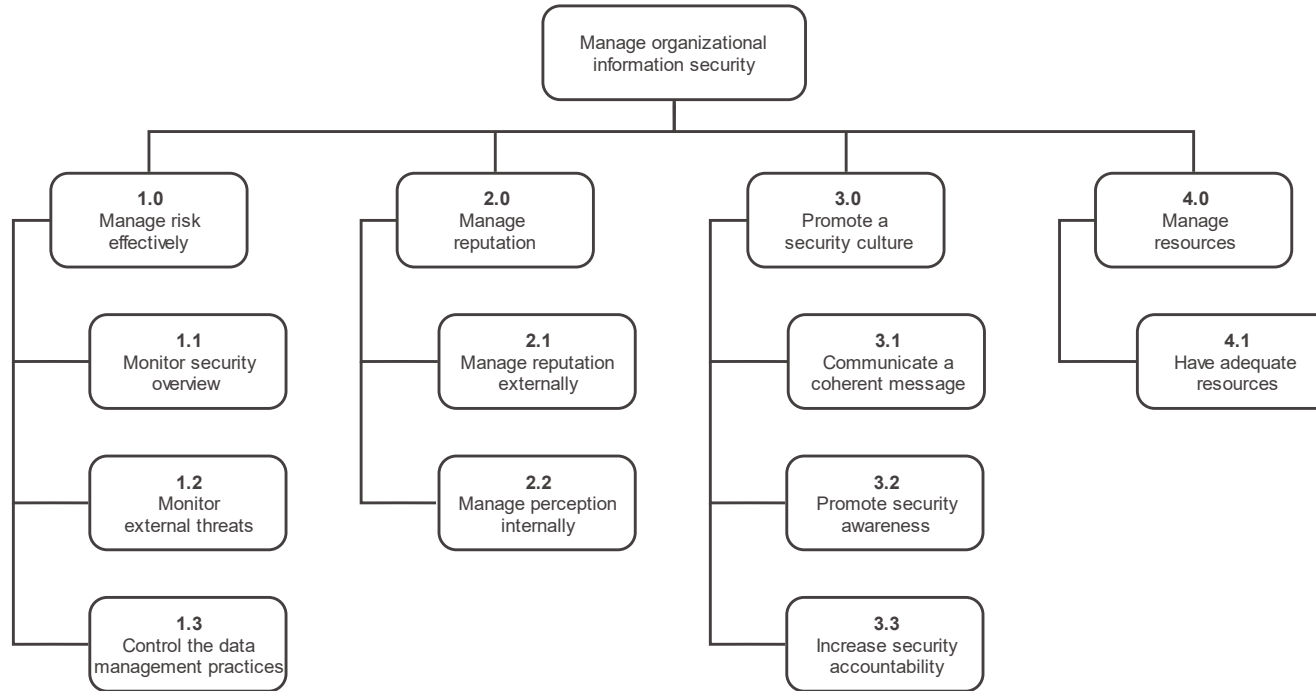 Manage organizational
information security
1.0
Manage risk
effectively
2.0
Manage
reputation
3.0
Promote a
security culture
4.0
Manage
resources
1.1
Monitor security
overview
2.1
Manage reputation
externally
3.1
Communicate a
coherent message
4.1
Have adequate
resources
1.2
Monitor
external threats
2.2
Manage perception
internally
3.2
Promote security
awareness
1.3
Control the data
management practices
3.3
Increase security
accountability